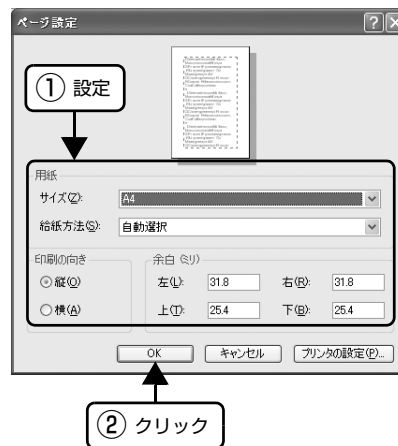 ページ設定
① 設定
用紙
サイズ(Z): A4
給紙方法(S): 自動選択
印刷の向き
余白 (ミリ)
縦(O)
左(L): 31.8 右(R): 31.8
横(A)
上(T): 25.4 下(B): 25.4
OK キャンセル プリンタの設定(P)...
② クリック